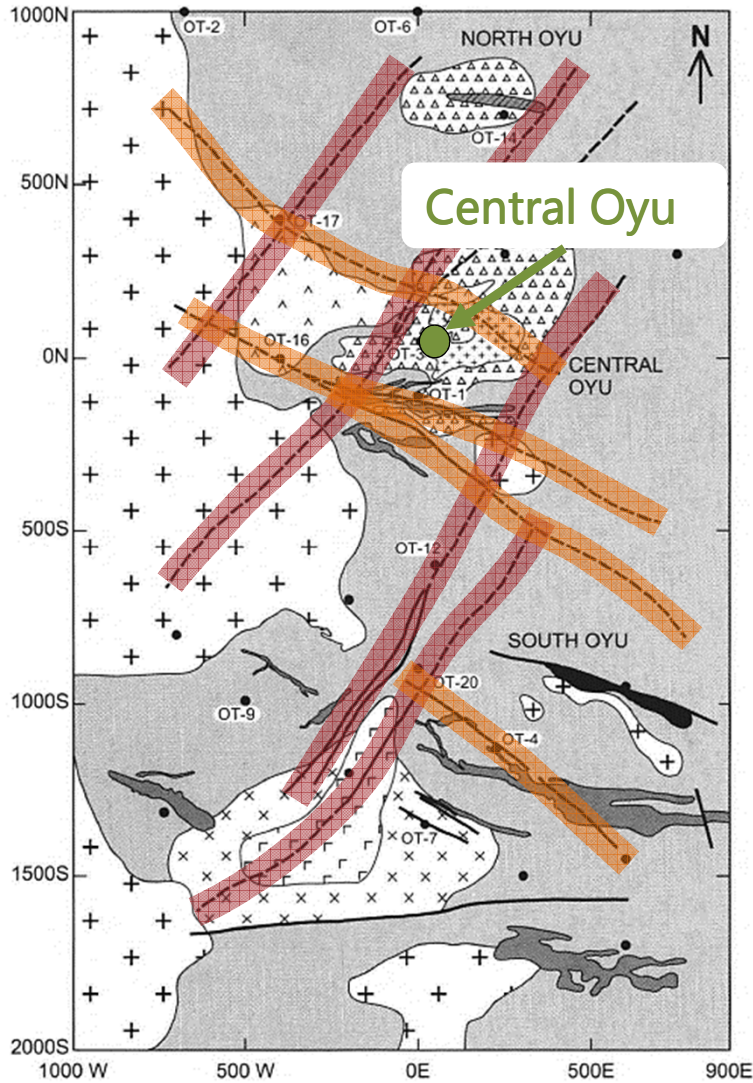 1000N
OT-2
OT-6
NORTH OYU
N
OT-14
500N
Central Oyu
OT-17
OT-16
0N
OT-3
CENTRAL
OYU
OT-1
500S
OT-12
SOUTH OYU
OT-20
1000S
OT-9
OT-4
OT-7
1500S
2000S
1000 W
500 W
0E
500E
900E